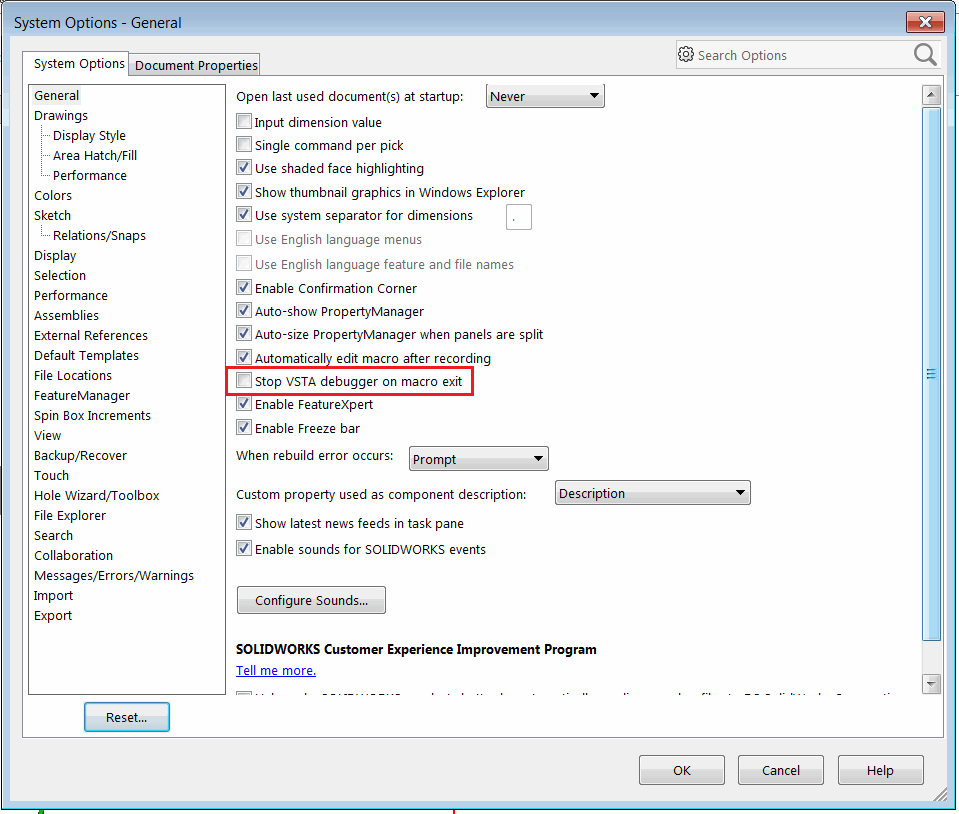 System Options - General
System Options
Document Properties
Search Options
General
Drawings
Display Style
Area Hatch/Fill
Performance
Colors
Sketch
Relations/Snaps
Display
Selection
Performance
Assemblies
External References
Default Templates
File Locations
FeatureManager
Spin Box Increments
View
Backup/Recover
Touch
Hole Wizard/Toolbox
File Explorer
Search
Collaboration
Messages/Errors/Warnings
Import
Export
Reset...
Open last used document(s) at startup: Never
Input dimension value
Single command per pick
Use shaded face highlighting
Show thumbnail graphics in Windows Explorer
Use system separator for dimensions .
Use English language menus
Use English language feature and file names
Enable Confirmation Corner
Auto-show PropertyManager
Auto-size PropertyManager when panels are split
Automatically edit macro after recording
Stop VSTA debugger on macro exit
Enable FeatureXpert
Enable Freeze bar
When rebuild error occurs: Prompt
Custom property used as component description: Description
Show latest news feeds in task pane
Enable sounds for SOLIDWORKS events
Configure Sounds...
SOLIDWORKS Customer Experience Improvement Program
Tell me more.
OK
Cancel
Help